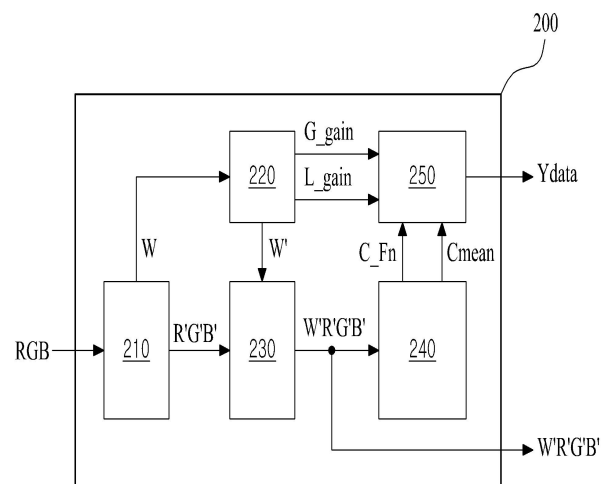 200
G_gain
220
L_gain
250
Ydata
W
W'
C_Fn
Cmean
RGB
210
R'G'B'
230
W'R'G'B'
240
W'R'G'B'